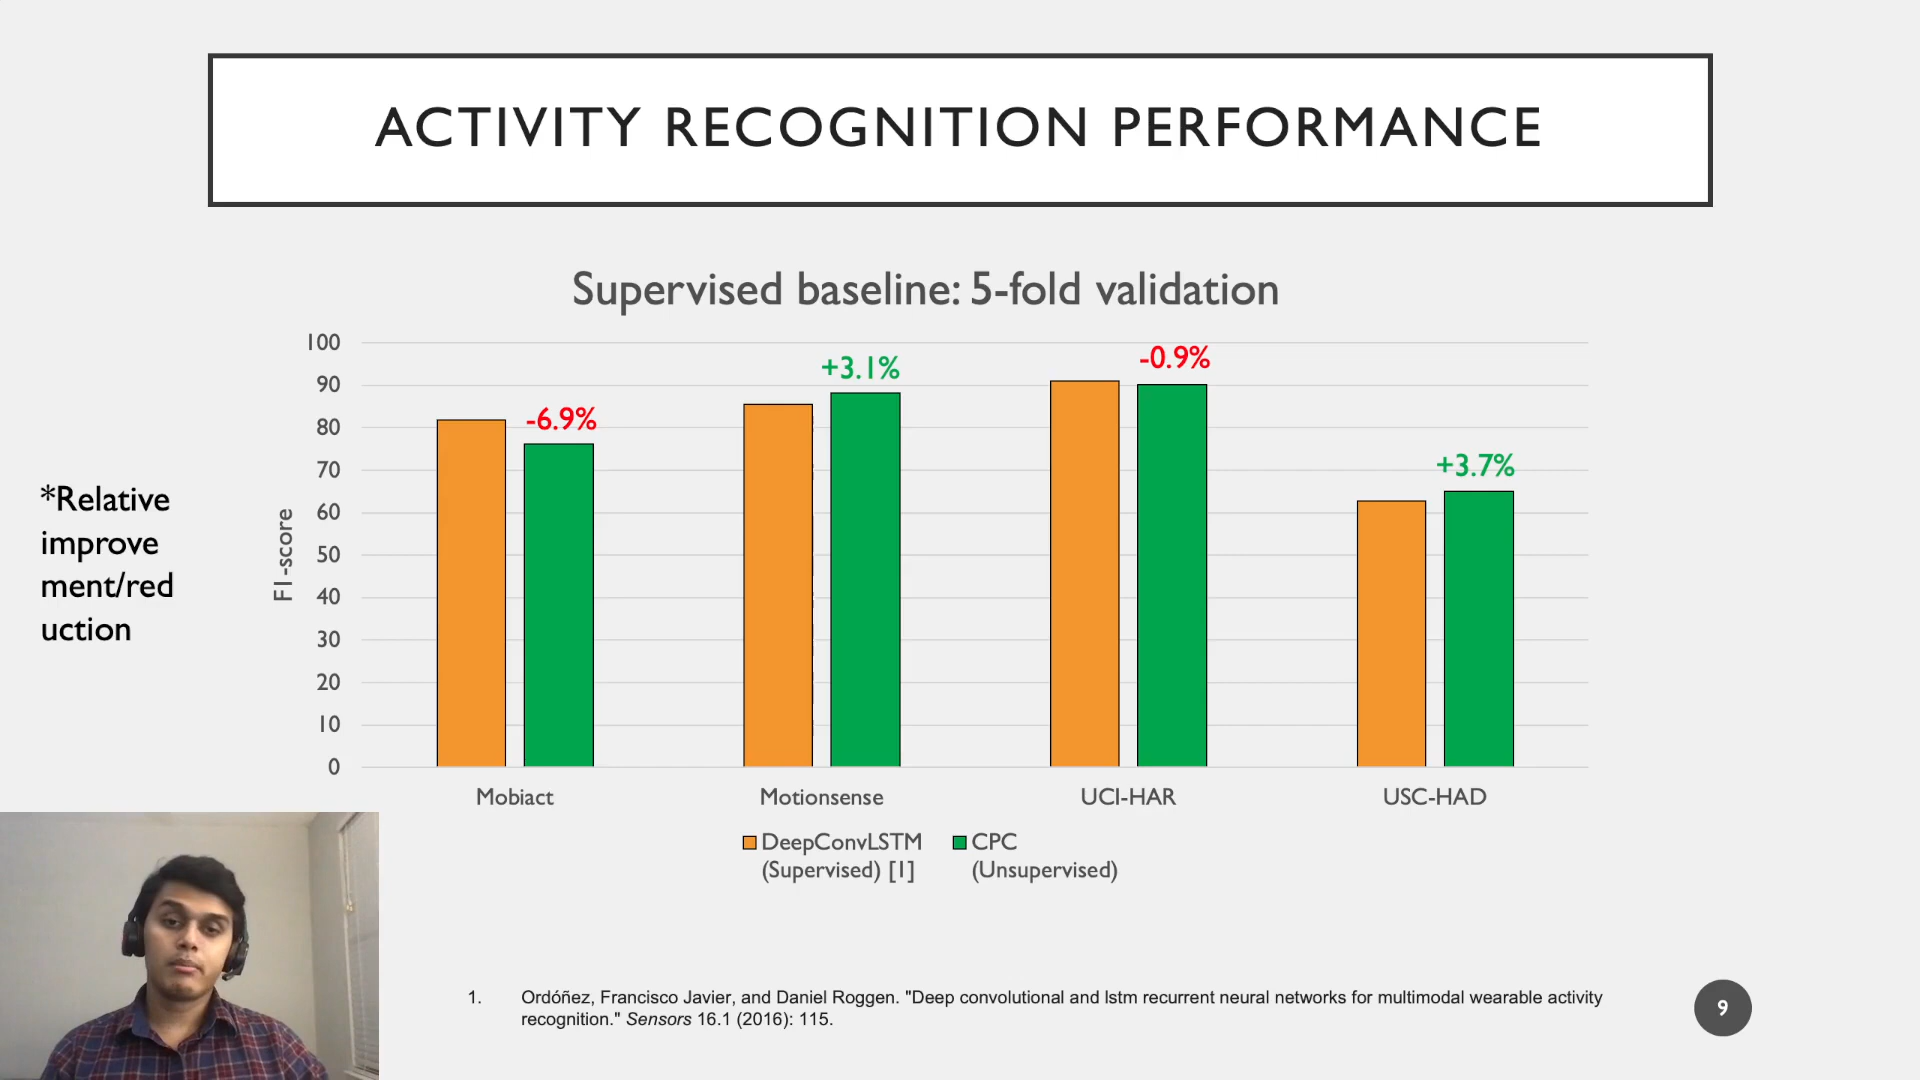 ACTIVITY RECOGNITION PERFORMANCE
Supervised baseline: 5-fold validation
100
90
80
70
60
50
40
30
20
10
0
F1-score
-6.9%
+3.1%
-0.9%
+3.7%
*Relative
improve
ment/red
uction
Mobiact
Motionsense
UCI-HAR
USC-HAD
DeepConvLSTM
(Supervised) [1]
CPC
(Unsupervised)
1. Ordóñez, Francisco Javier, and Daniel Roggen. "Deep convolutional and lstm recurrent neural networks for multimodal wearable activity
recognition." Sensors 16.1 (2016): 115.
9